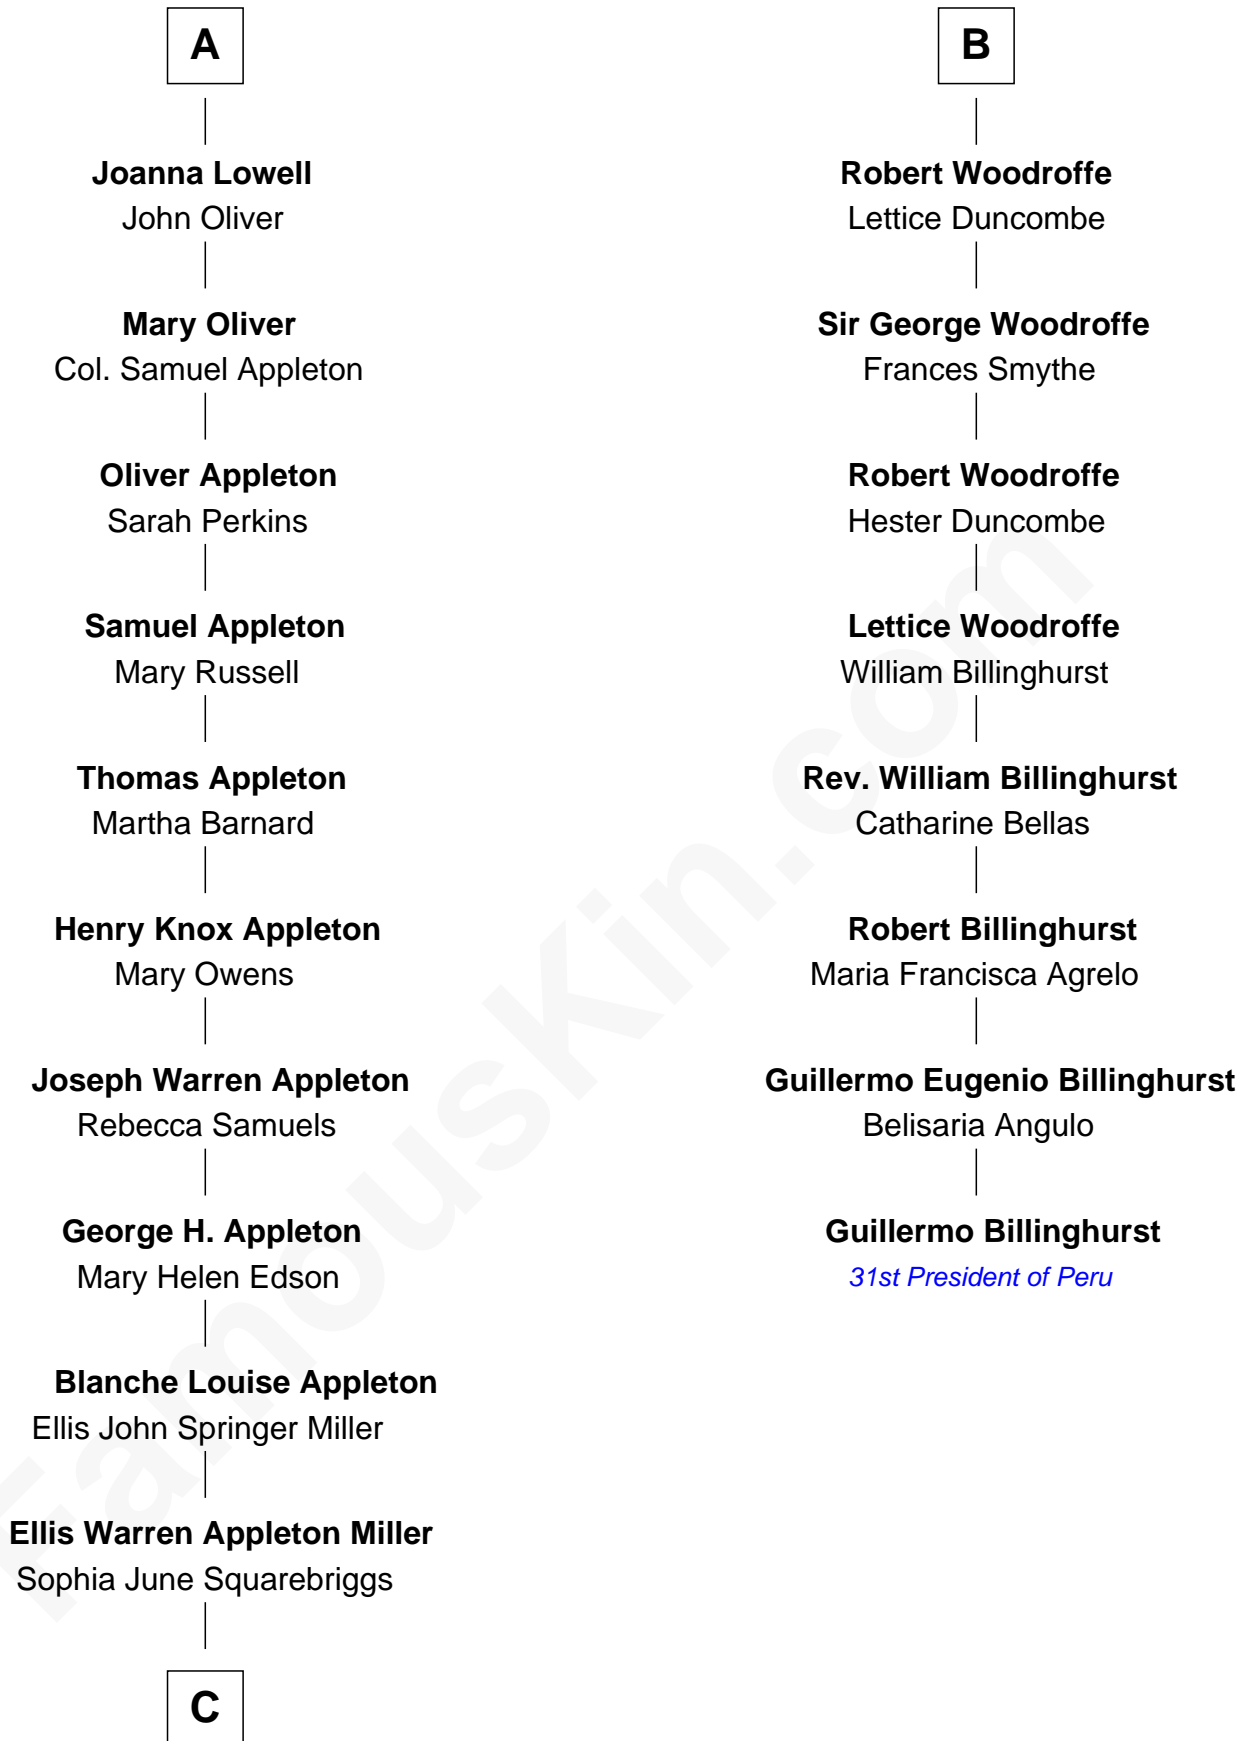 A
Joanna Lowell
John Oliver
Mary Oliver
Col. Samuel Appleton
Oliver Appleton
Sarah Perkins
Samuel Appleton
Mary Russell
Thomas Appleton
Martha Barnard
Henry Knox Appleton
Mary Owens
Joseph Warren Appleton
Rebecca Samuels
George H. Appleton
Mary Helen Edson
Blanche Louise Appleton
Ellis John Springer Miller
Ellis Warren Appleton Miller
Sophia June Squarebriggs
C
B
Robert Woodroffe
Lettice Duncombe
Sir George Woodroffe
Frances Smythe
Robert Woodroffe
Hester Duncombe
Lettice Woodroffe
William Billinghurst
Rev. William Billinghurst
Catharine Bellas
Robert Billinghurst
Maria Francisca Agrelo
Guillermo Eugenio Billinghurst
Belisaria Angulo
Guillermo Billinghurst
31st President of Peru
FamousKin.com